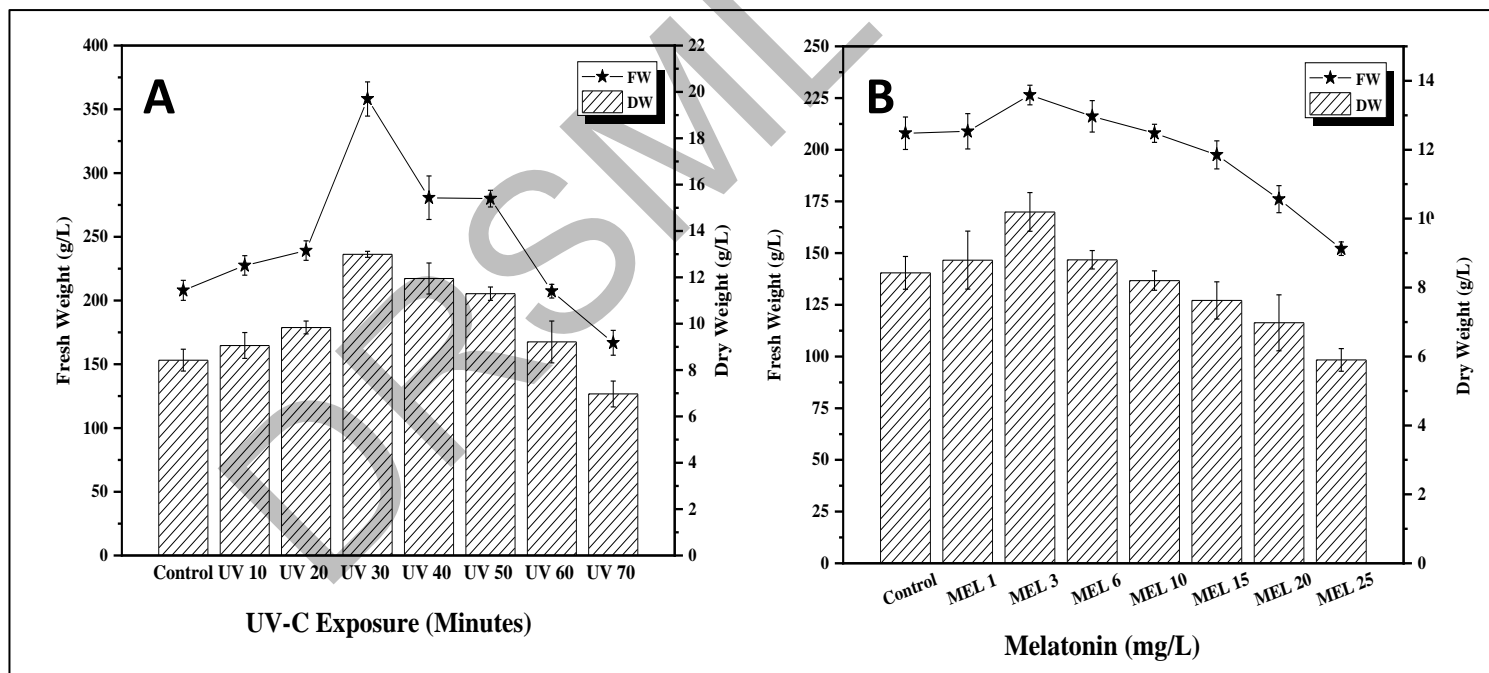 A
FW
DW
400
350
300
250
200
150
100
50
0
Fresh Weight (g/L)
22
20
18
16
14
12
10
8
6
4
2
0
Dry Weight (g/L)
Control UV 10 UV 20 UV 30 UV 40 UV 50 UV 60 UV 70
UV-C Exposure (Minutes)
B
FW
DW
250
225
200
175
150
125
100
75
50
25
0
Fresh Weight (g/L)
14
12
10
8
6
4
2
0
Dry Weight (g/L)
Control MEL 1 MEL 3 MEL 6 MEL 10 MEL 15 MEL 20 MEL 25
Melatonin (mg/L)
DRSML